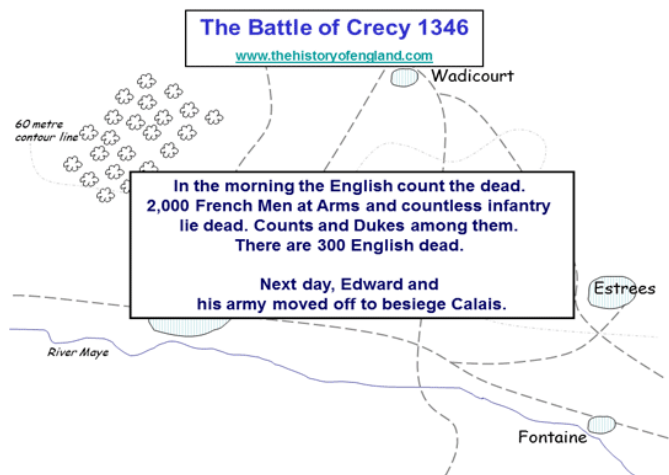 The Battle of Crecy 1346
www.thehistoryofengland.com
Wadicourt
60 metre
contour line
In the morning the English count the dead.
2,000 French Men at Arms and countless infantry
lie dead. Counts and Dukes among them.
There are 300 English dead.
Next day, Edward and
his army moved off to besiege Calais.
Estrees
River Maye
Fontaine